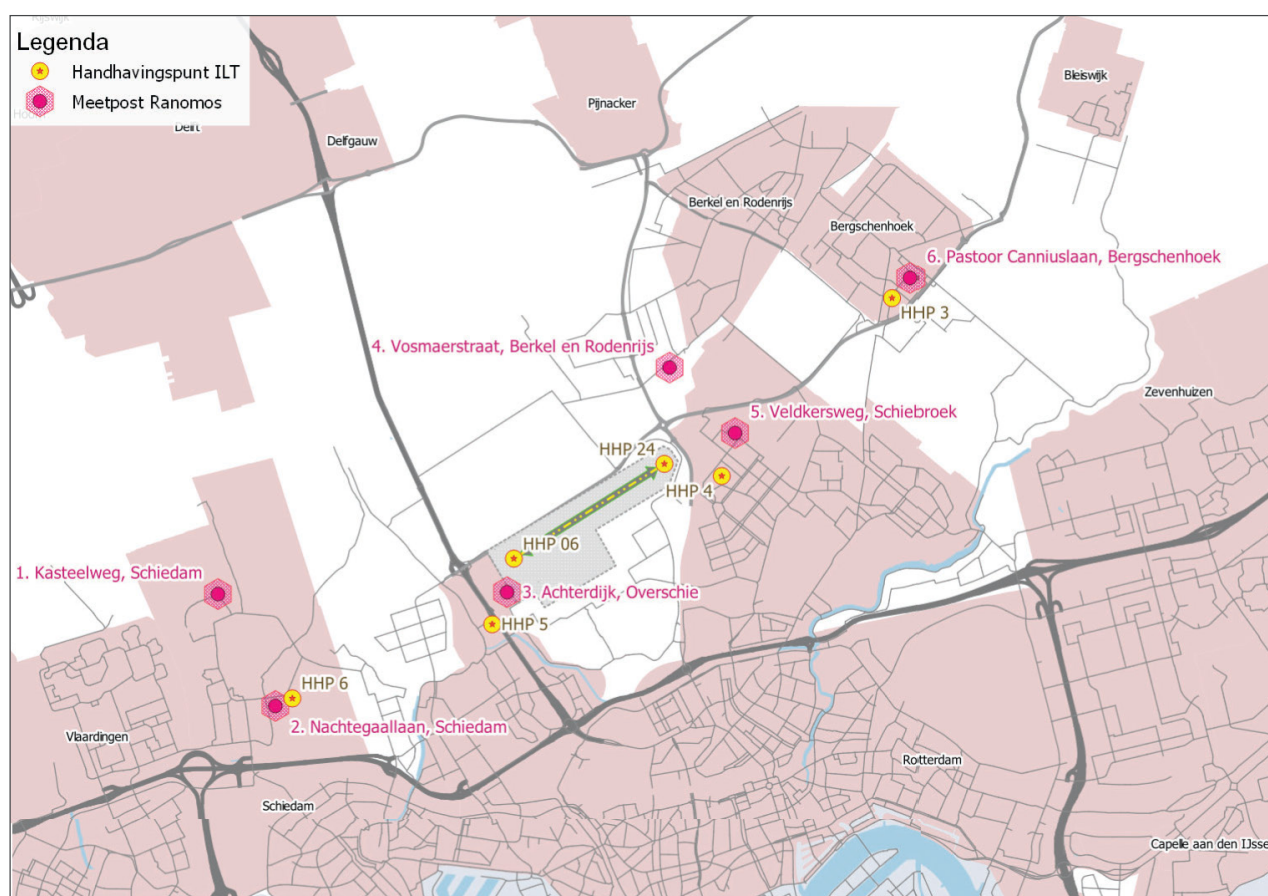 Rijswijk
Legenda
Handhavingspunt ILT
Meetpost Ranomos
Delft
Delfgauw
Pijnacker
Bleiswijk
Berkel en Rodenrijs
Bergschenhoek
6. Pastoor Canniuslaan, Bergschenhoek
HHP 3
4. Vosmaerstraat, Berkel en Rodenrijs
Zevenhuizen
5. Veldkersweg, Schiebroek
HHP 24
HHP 4
HHP 06
1. Kasteelweg, Schiedam
3. Achterdijk, Overschie
HHP 5
HHP 6
2. Nachtegaallaan, Schiedam
Vlaardingen
Rotterdam
Schiedam
Capelle aan den IJsse